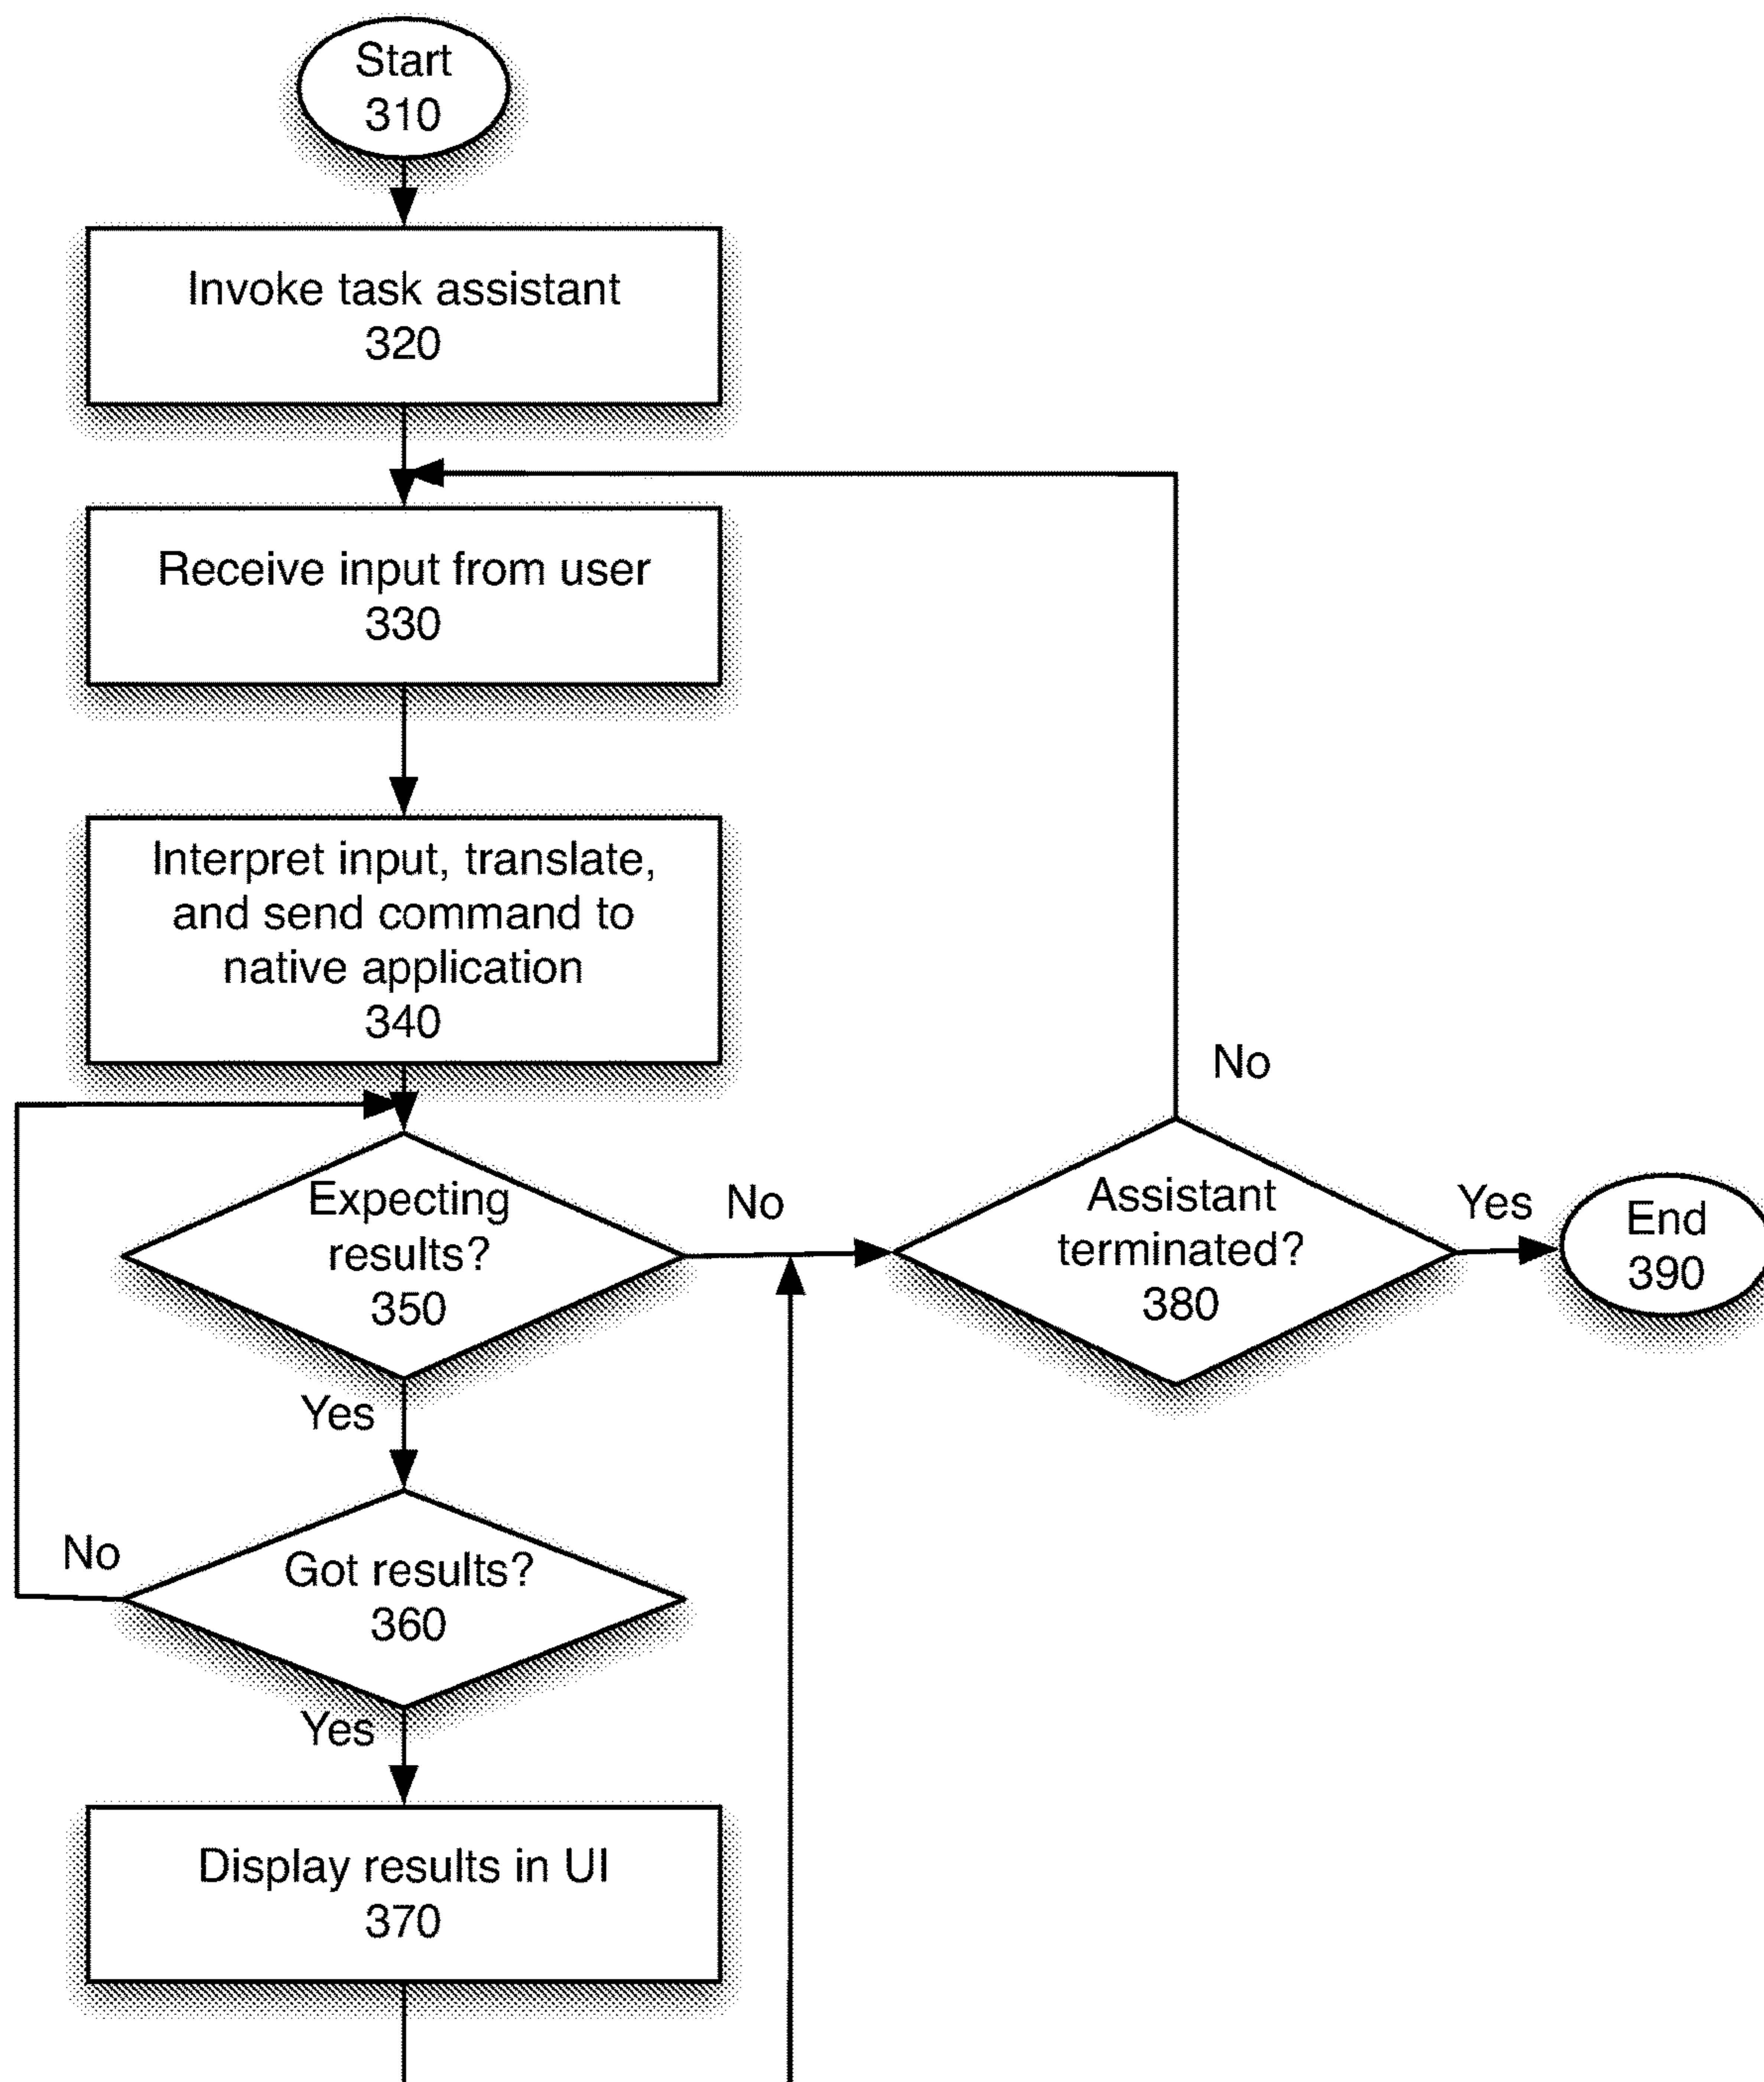 Start
310
Invoke task assistant
320
Receive input from user
330
Interpret input, translate,
and send command to
native application
340
No
Expecting
results?
350
No
Assistant
terminated?
380
Yes
End
390
Yes
No
Got results?
360
Yes
Display results in UI
370